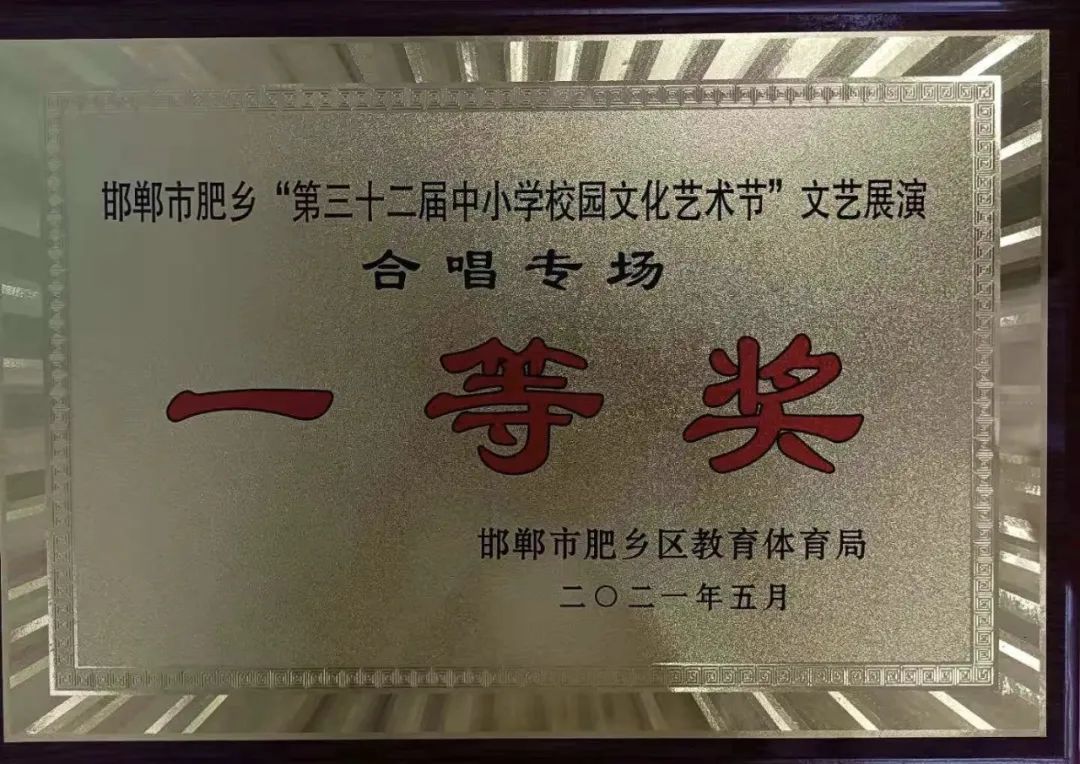 邯郸市肥乡“第三十二届中小学校园文化艺术节”文艺展演
合唱专场
一等奖
邯郸市肥乡区教育体育局
二〇二一年五月